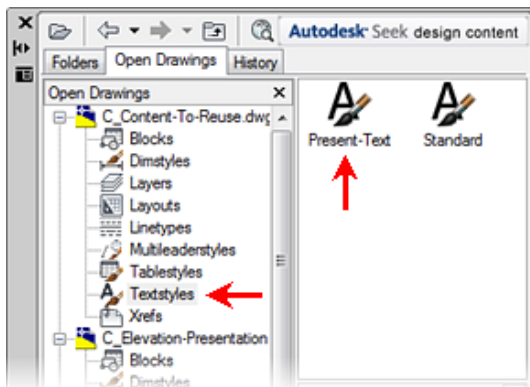 Autodesk Seek design content
Folders
Open Drawings
History
Open Drawings
C_Content-To-Reuse.dwg
Blocks
Dimstyles
Layers
Layouts
Linetypes
Multileaderstyles
Tablestyles
Textstyles
Xrefs
C_Elevation-Presentation
Blocks
Dimstyles
Present-Text
Standard